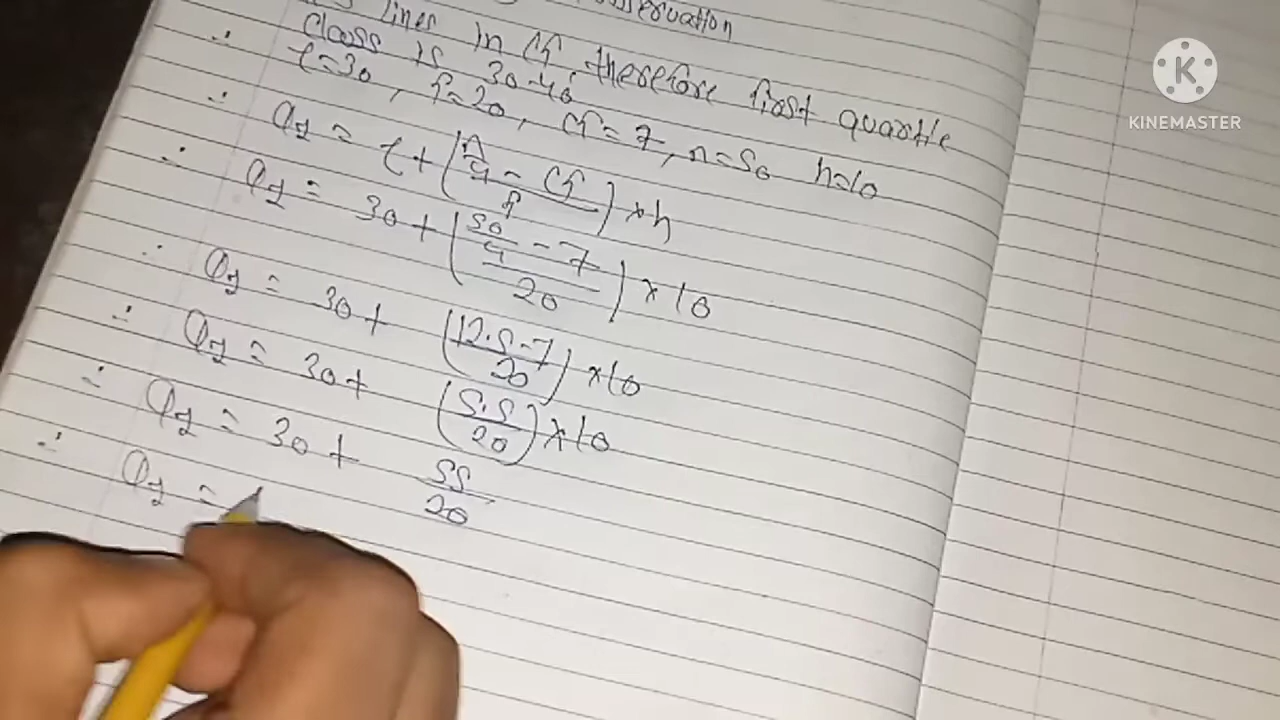 observation
lines in Cf, therefore first quartile
∴ class is 30-40
∴ l=30, f=20, Cf=7, n=50 h=10
∴ Q1 = l + (n/4 - Cf / f) × h
Q1 = 30 + (50/4 - 7 / 20) × 10
∴ Q1 = 30 + (12.5-7 / 20) × 10
∴ Q1 = 30 + (5.5 / 20) × 10
∴ Q1 = 30 + 55/20
∴ Q1 =
KINEMASTER